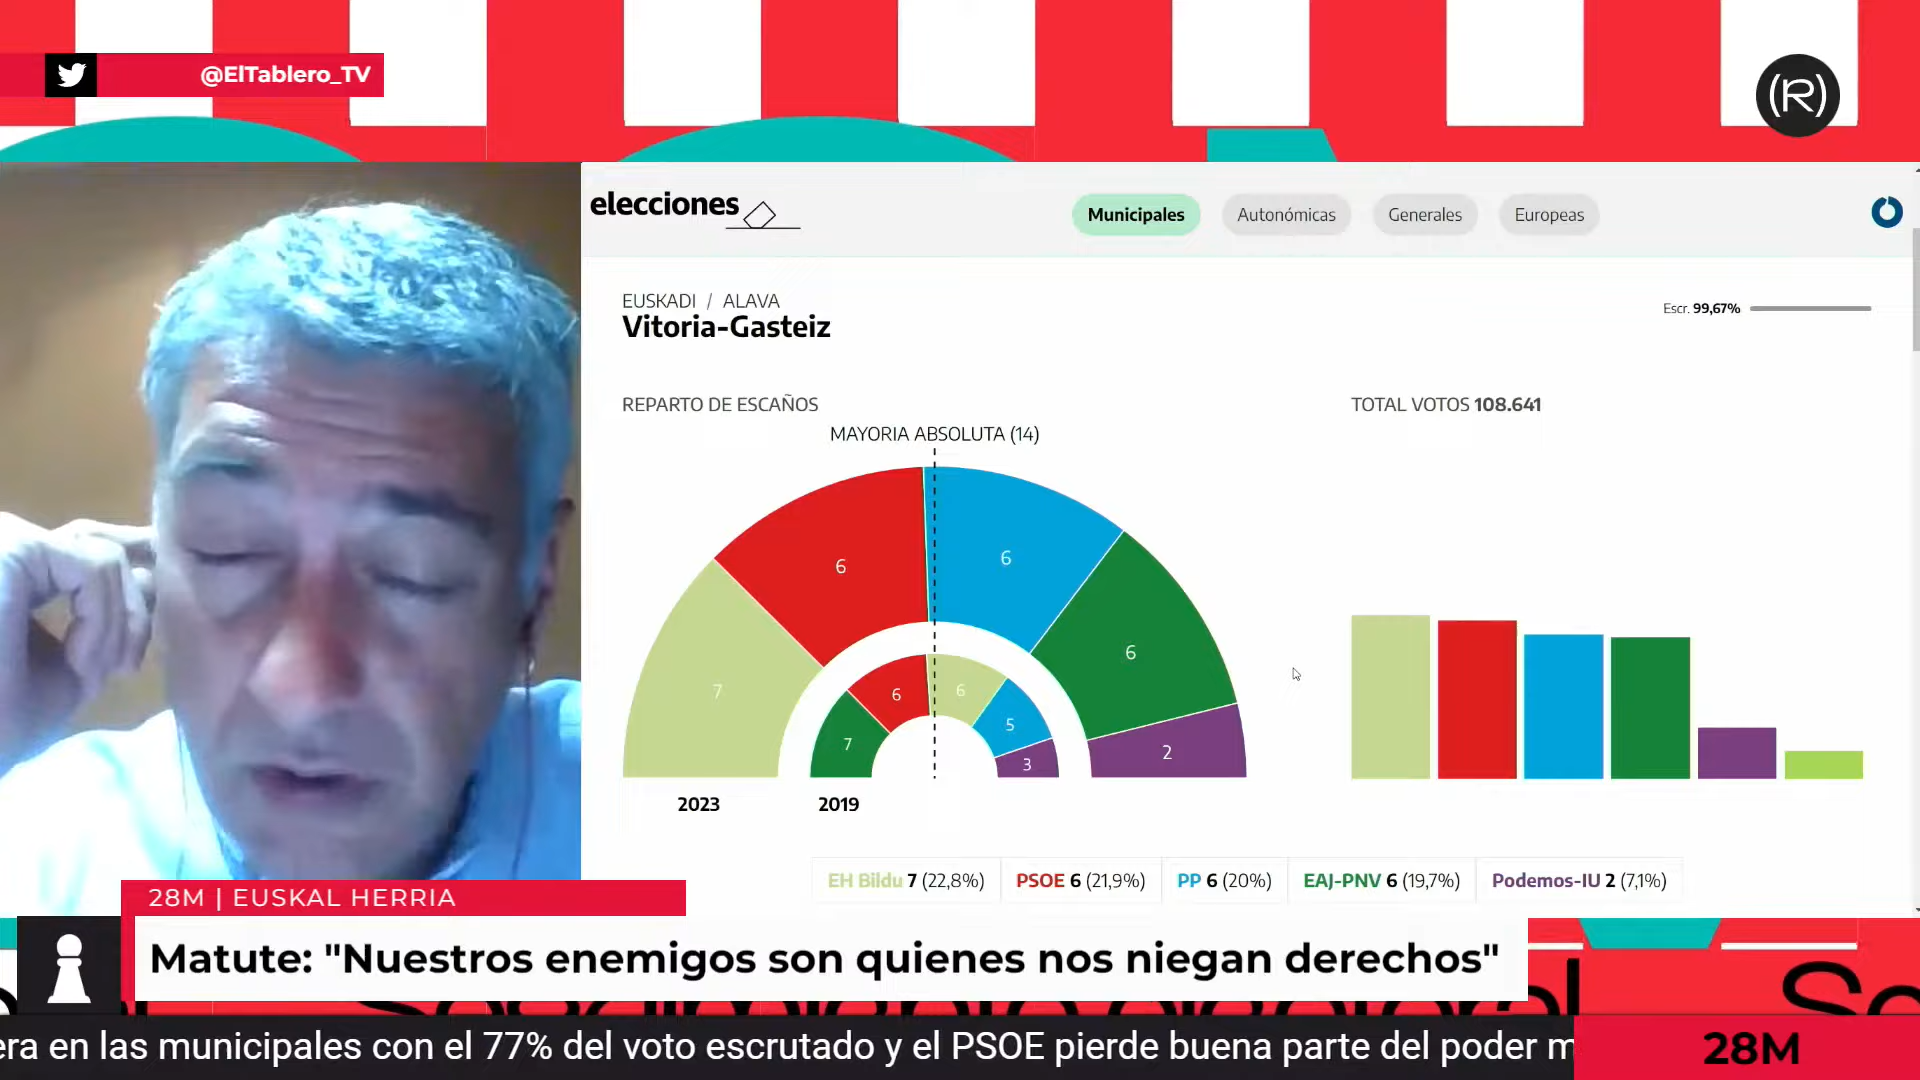 @ElTablero_TV
(R)
elecciones
Municipales
Autonómicas
Generales
Europeas
EUSKADI / ALAVA
Vitoria-Gasteiz
Escr. 99,67%
REPARTO DE ESCAÑOS
TOTAL VOTOS 108.641
MAYORIA ABSOLUTA (14)
6
6
6
7
2
6
6
5
7
3
2023
2019
EH Bildu 7 (22,8%)
PSOE 6 (21,9%)
PP 6 (20%)
EAJ-PNV 6 (19,7%)
Podemos-IU 2 (7,1%)
28M | EUSKAL HERRIA
Matute: "Nuestros enemigos son quienes nos niegan derechos"
era en las municipales con el 77% del voto escrutado y el PSOE pierde buena parte del poder m
28M